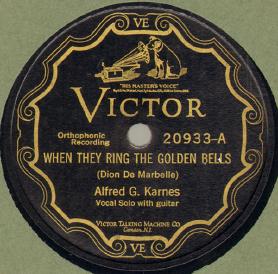 VE
"HIS MASTER'S VOICE"
VICTOR
Orthophonic
Recording
20933-A
WHEN THEY RING THE GOLDEN BELLS
(Dion De Marbelle)
Alfred G. Karnes
Vocal Solo with guitar
VICTOR TALKING MACHINE CO
Camden, N.J.
VE